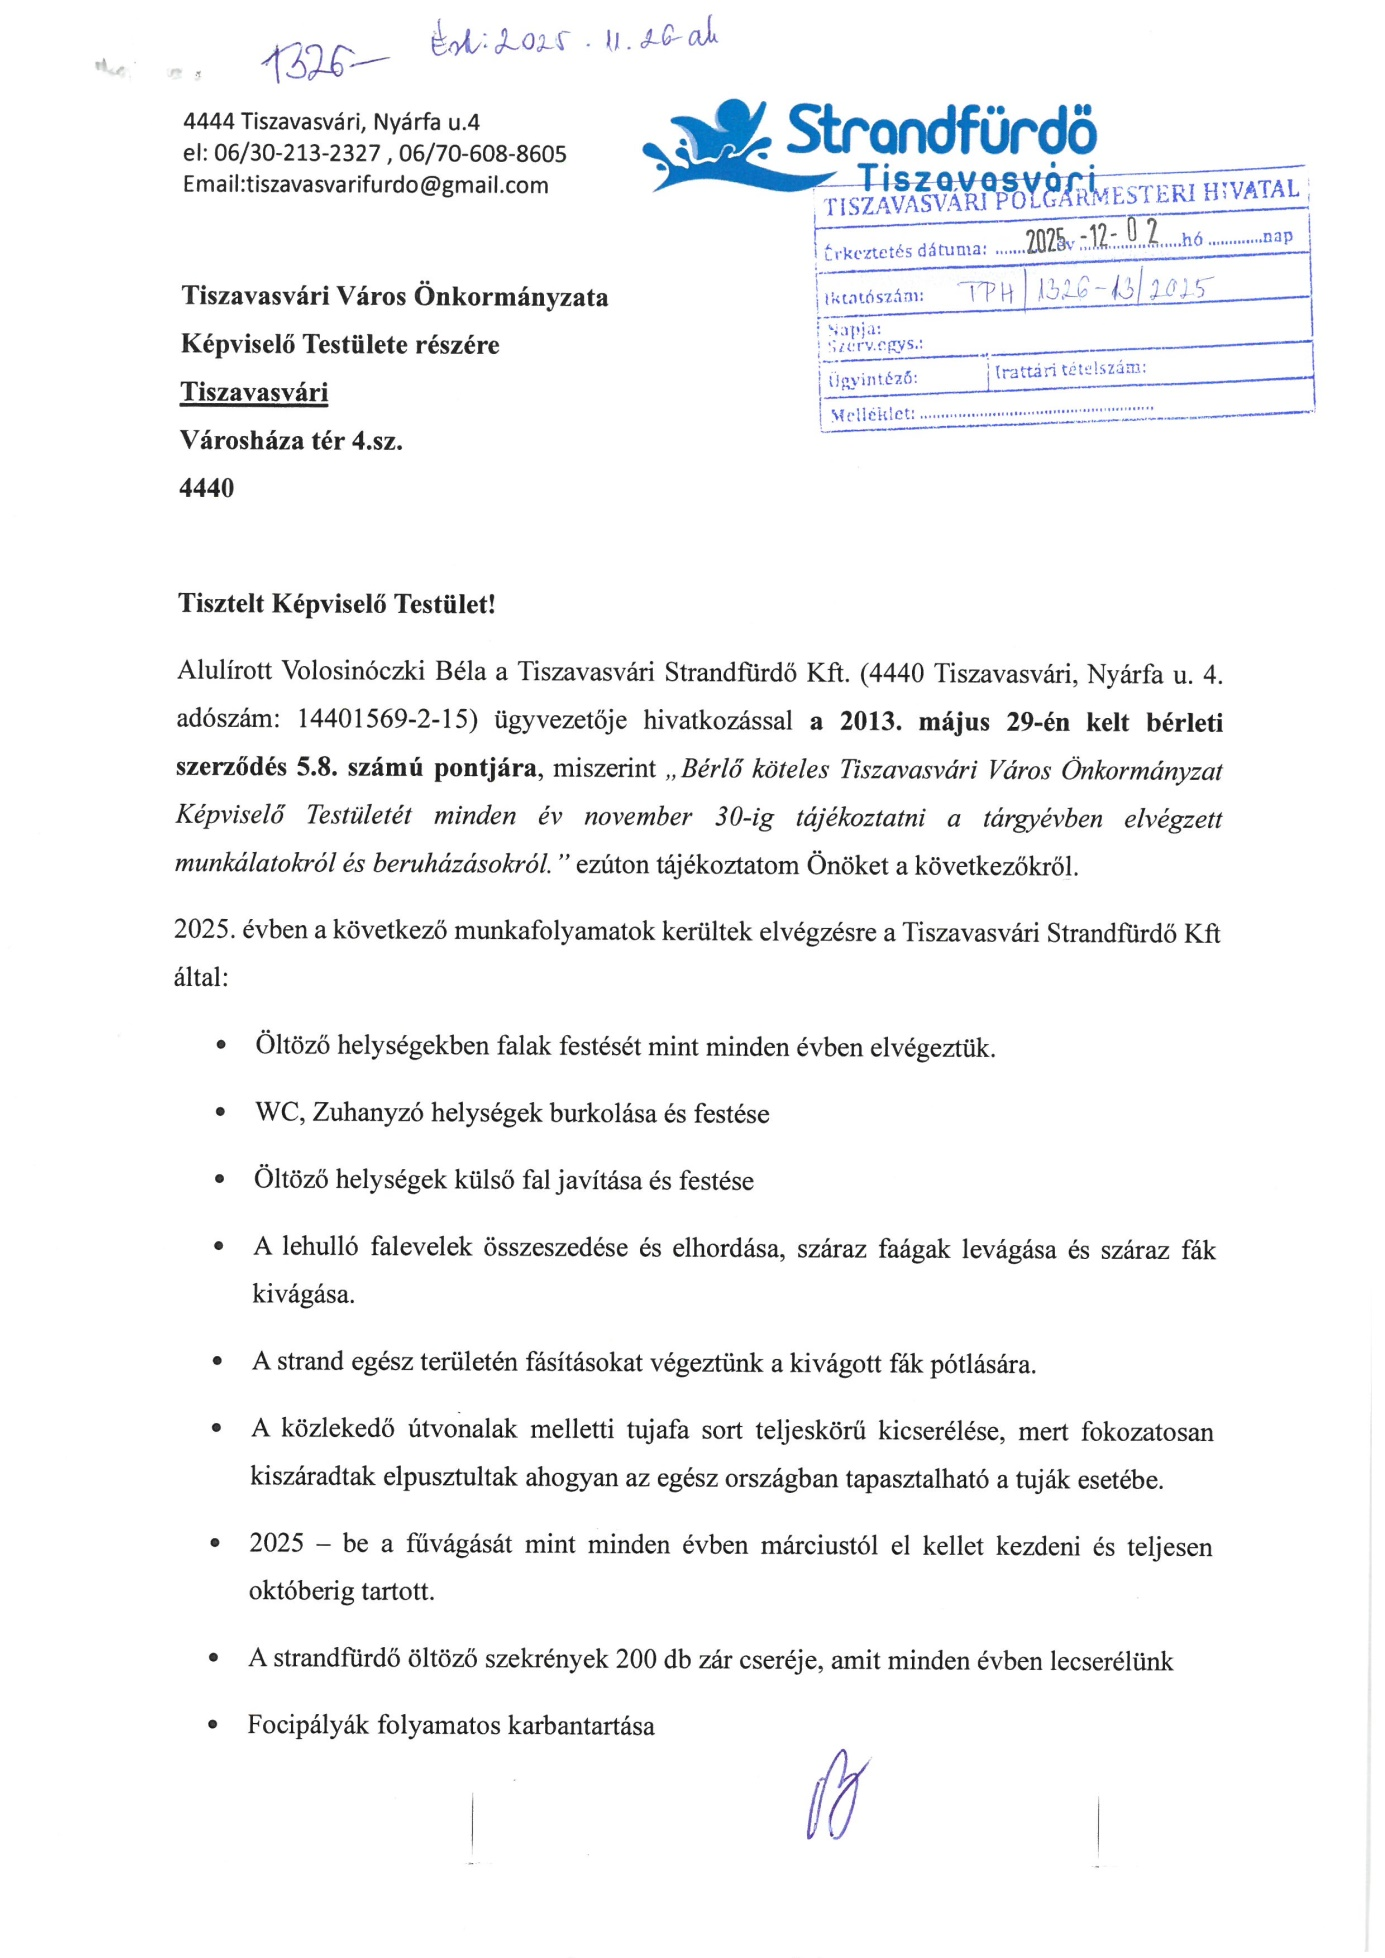 1326-
Érk: 2025. 11. 26-án
4444 Tiszavasvári, Nyárfa u.4
el: 06/30-213-2327 , 06/70-608-8605
Email:tiszavasvarifurdo@gmail.com
Strandfürdő
Tiszavasvári
TISZAVASVÁRI POLGÁRMESTERI HIVATAL
Érkeztetés dátuma: ......2025 év -12- 02 hó ............nap
Iktatószám: TPH/1326-13/2025
Napja:
Szerv.egys.:
Ügyintéző: Irattári tételszám:
Melléklet: ................
Tiszavasvári Város Önkormányzata
Képviselő Testülete részére
Tiszavasvári
Városháza tér 4.sz.
4440
Tisztelt Képviselő Testület!
Alulírott Volosinóczki Béla a Tiszavasvári Strandfürdő Kft. (4440 Tiszavasvári, Nyárfa u. 4.
adószám: 14401569-2-15) ügyvezetője hivatkozással a 2013. május 29-én kelt bérleti
szerződés 5.8. számú pontjára, miszerint „Bérlő köteles Tiszavasvári Város Önkormányzat
Képviselő Testületét minden év november 30-ig tájékoztatni a tárgyévben elvégzett
munkálatokról és beruházásokról.” ezúton tájékoztatom Önöket a következőkről.
2025. évben a következő munkafolyamatok kerültek elvégzésre a Tiszavasvári Strandfürdő Kft
által:
• Öltöző helységekben falak festését mint minden évben elvégeztük.
• WC, Zuhanyzó helységek burkolása és festése
• Öltöző helységek külső fal javítása és festése
• A lehulló falevelek összeszedése és elhordása, száraz faágak levágása és száraz fák
kivágása.
• A strand egész területén fásításokat végeztünk a kivágott fák pótlására.
• A közlekedő útvonalak melletti tujafa sort teljeskörű kicserélése, mert fokozatosan
kiszáradtak elpusztultak ahogyan az egész országban tapasztalható a tuják esetébe.
• 2025 – be a fűvágását mint minden évben márciustól el kellet kezdeni és teljesen
októberig tartott.
• A strandfürdő öltöző szekrények 200 db zár cseréje, amit minden évben lecserélünk
• Focipályák folyamatos karbantartása